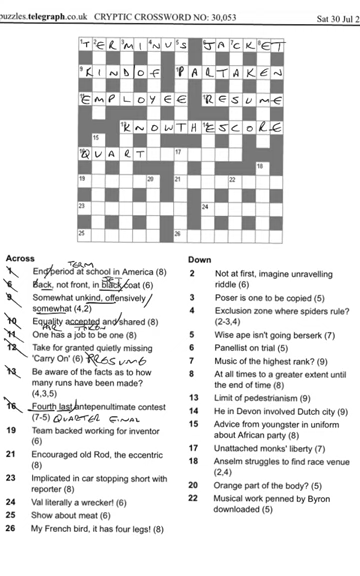 puzzles.telegraph.co.uk CRYPTIC CROSSWORD NO: 30,053 Sat 30 Jul 2
TERMINUS JACKET
KINDOF PARTAKEN
EMPLOYEE RESUME
KNOWTHESCORE
QUART
Across
TERM
1 End/period at school in America (8)
JET
6 Back, not front, in black/coat (6)
9 Somewhat unkind, offensively/
somewhat (4,2)
10 Equality accepted and/shared (8)
PAR TAKEN
11 One has a job to be one (8)
12 Take for granted quietly missing
'Carry On' (6) PRESUME
13 Be aware of the facts as to how
many runs have been made?
(4,3,5)
16 Fourth last/antepenultimate contest
(7-5) QUARTER FINAL
19 Team backed working for inventor
(6)
21 Encouraged old Rod, the eccentric
(8)
23 Implicated in car stopping short with
reporter (8)
24 Val literally a wrecker! (6)
25 Show about meat (6)
26 My French bird, it has four legs! (8)
Down
2 Not at first, imagine unravelling
riddle (6)
3 Poser is one to be copied (5)
4 Exclusion zone where spiders rule?
(2-3,4)
5 Wise ape isn't going berserk (7)
6 Panellist on trial (5)
7 Music of the highest rank? (9)
8 At all times to a greater extent until
the end of time (8)
13 Limit of pedestrianism (9)
14 He in Devon involved Dutch city (9)
15 Advice from youngster in uniform
about African party (8)
17 Unattached monks' liberty (7)
18 Anselm struggles to find race venue
(2,4)
20 Orange part of the body? (5)
22 Musical work penned by Byron
downloaded (5)